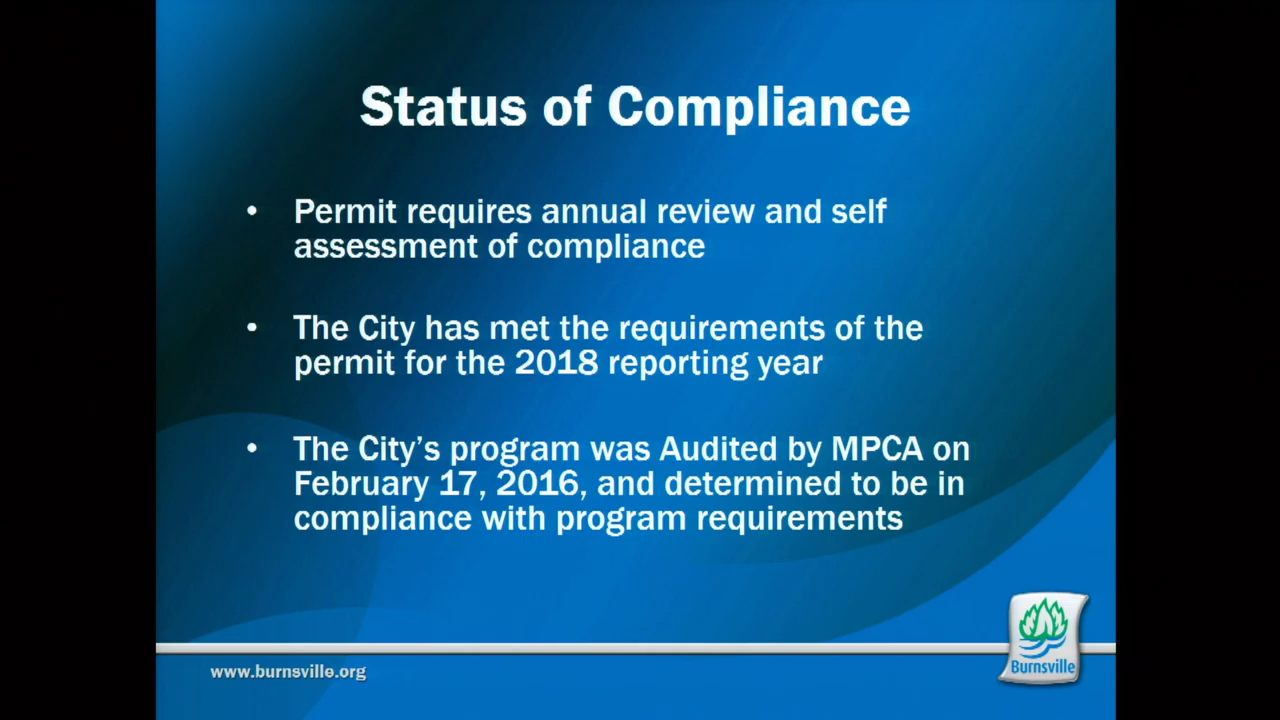 Status of Compliance
• Permit requires annual review and self
assessment of compliance
• The City has met the requirements of the
permit for the 2018 reporting year
• The City’s program was Audited by MPCA on
February 17, 2016, and determined to be in
compliance with program requirements
www.burnsville.org
Burnsville